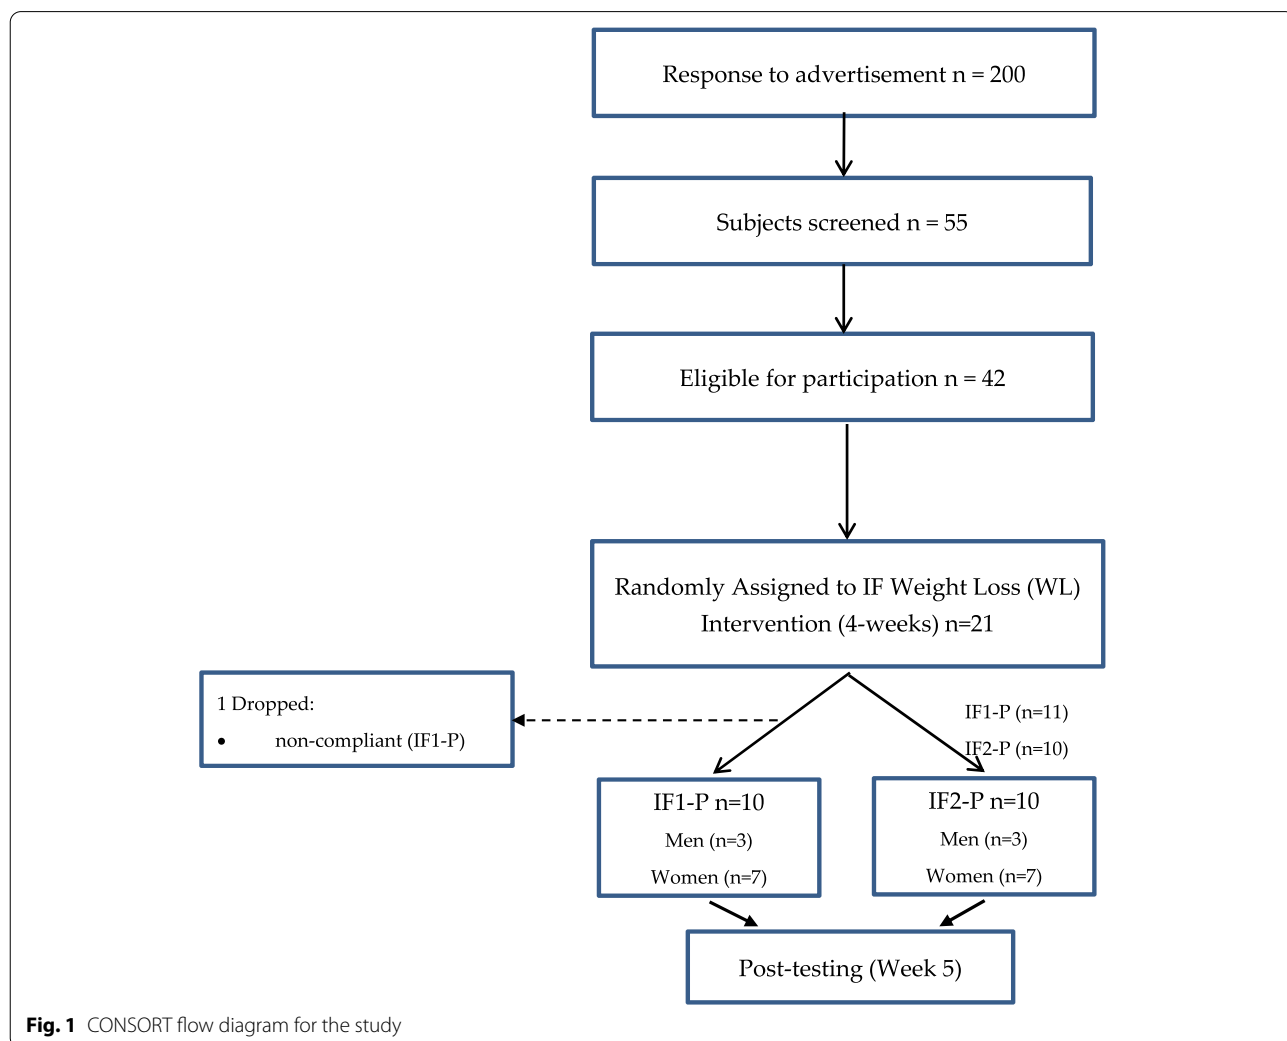 Response to advertisement n = 200
Subjects screened n = 55
Eligible for participation n = 42
Randomly Assigned to IF Weight Loss (WL)
Intervention (4-weeks) n=21
1 Dropped:
• non-compliant (IF1-P)
IF1-P (n=11)
IF2-P (n=10)
IF1-P n=10
Men (n=3)
Women (n=7)
IF2-P n=10
Men (n=3)
Women (n=7)
Post-testing (Week 5)
Fig. 1 CONSORT flow diagram for the study